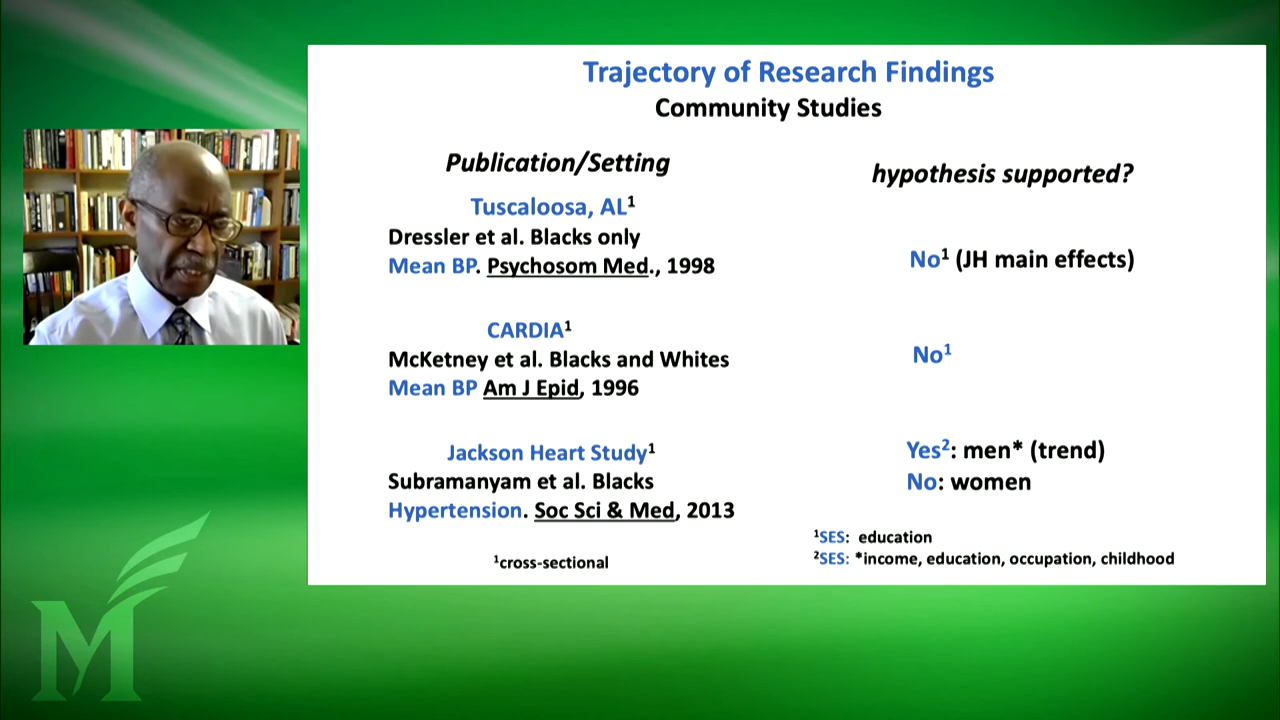 Trajectory of Research Findings
Community Studies
Publication/Setting
hypothesis supported?
Tuscaloosa, AL¹
Dressler et al. Blacks only
Mean BP. Psychosom Med., 1998
No¹ (JH main effects)
CARDIA¹
McKetney et al. Blacks and Whites
Mean BP Am J Epid, 1996
No¹
Jackson Heart Study¹
Subramanyam et al. Blacks
Hypertension. Soc Sci & Med, 2013
Yes²: men* (trend)
No: women
¹cross-sectional
¹SES: education
²SES: *income, education, occupation, childhood
M